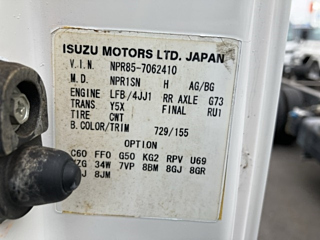 ISUZU MOTORS LTD. JAPAN
V.I.N. NPR85-7062410
M.D. NPR1SN H AG/BG
ENGINE LFB/4JJ1 RR AXLE G73
TRANS Y5X FINAL RU1
TIRE CWT
B.COLOR/TRIM 729/155
OPTION
C60 FF0 G50 KG2 RPV U69
ZG 34W 7VP 8BM 8GJ 8GR
J 8JM